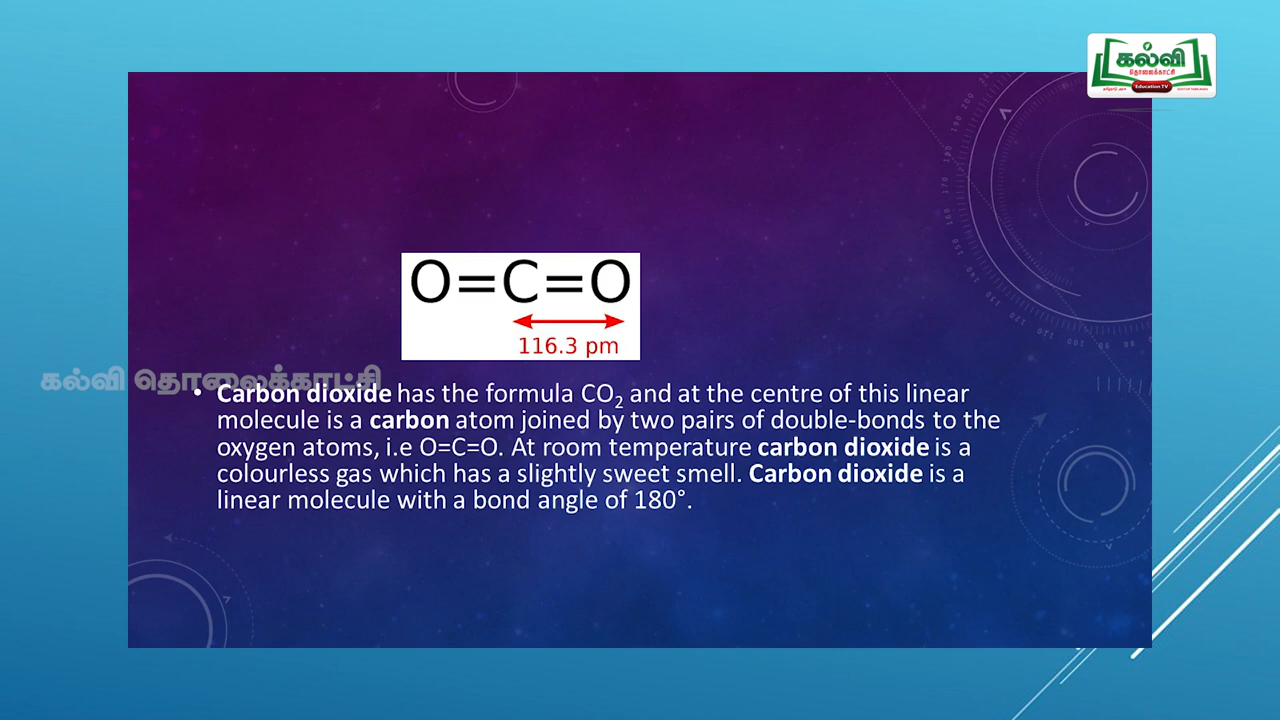 கல்வி
தொலைக்காட்சி
Education TV
O=C=O
116.3 pm
கல்வி தொலைக்காட்சி
• Carbon dioxide has the formula CO₂ and at the centre of this linear
molecule is a carbon atom joined by two pairs of double-bonds to the
oxygen atoms, i.e O=C=O. At room temperature carbon dioxide is a
colourless gas which has a slightly sweet smell. Carbon dioxide is a
linear molecule with a bond angle of 180°.